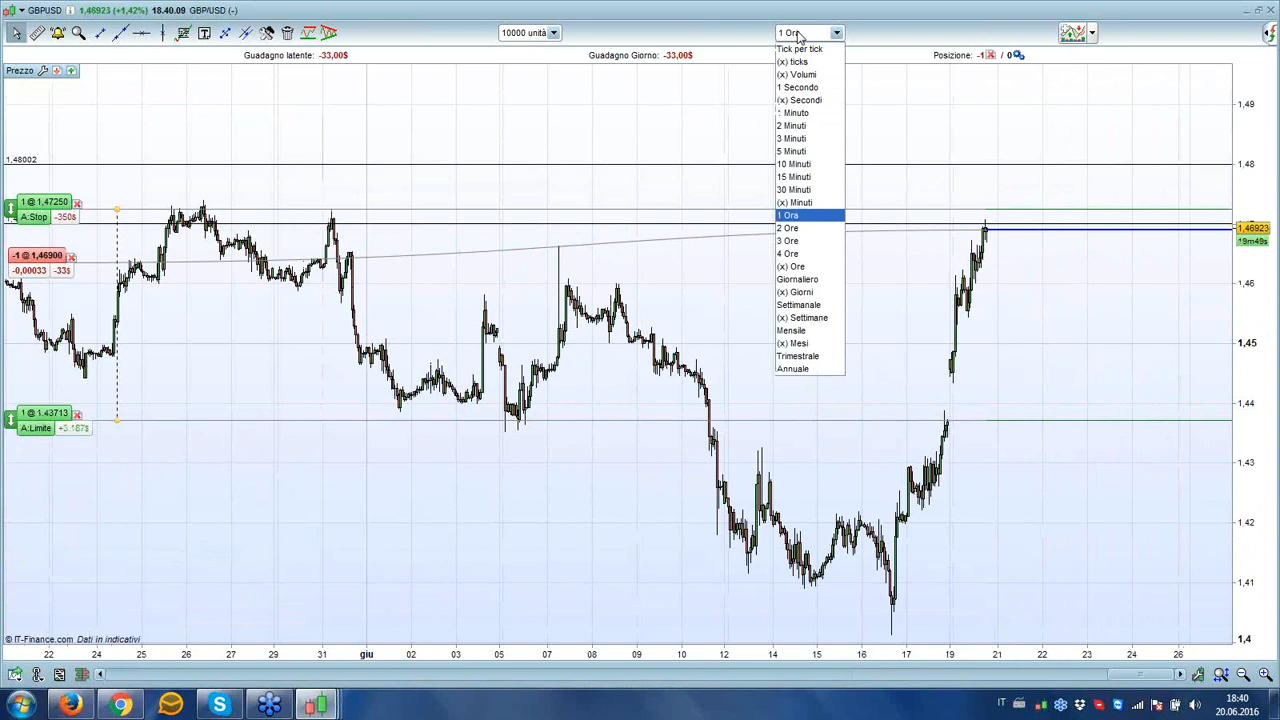 GBPUSD 1,46923 (+1,42%) 18.40.09 GBP/USD (-)
10000 unità
1 Ora
Guadagno latente: -33,00$
Guadagno Giorno: -33,00$
Posizione: -1 / 0
Prezzo
Tick per tick
(x) ticks
(x) Volumi
1 Secondo
(x) Secondi
1 Minuto
2 Minuti
3 Minuti
5 Minuti
10 Minuti
15 Minuti
30 Minuti
(x) Minuti
1 Ora
2 Ore
3 Ore
4 Ore
(x) Ore
Giornaliero
(x) Giorni
Settimanale
(x) Settimane
Mensile
(x) Mesi
Trimestrale
Annuale
1,48002
1 @ 1,47250
A:Stop -350$
-1 @ 1,46900
-0,00033 -33$
1 @ 1,43713
A:Limite +3.187$
1,49
1,48
1,46923
19m49s
1,46
1,45
1,44
1,43
1,42
1,41
1,4
© IT-Finance.com Dati in indicativi
22 24 25 26 27 29 31 giu 02 03 05 07 08 09 10 12 14 15 16 17 19 20 21 22 24 25 26
IT
18:40
20.06.2016